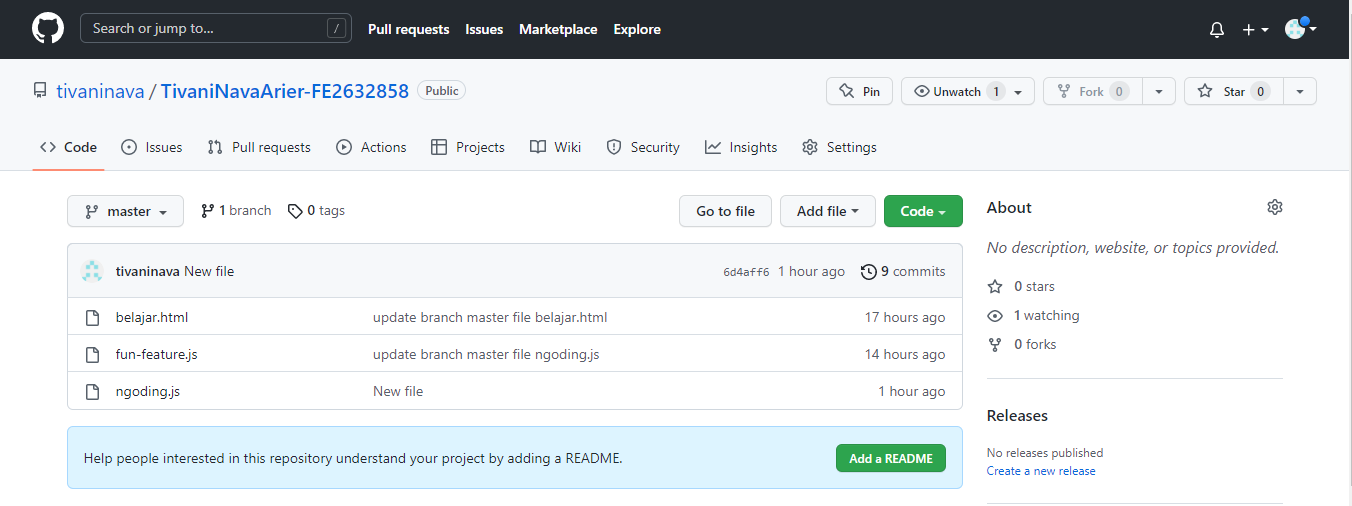 Search or jump to... /
Pull requests Issues Marketplace Explore
tivaninava / TivaniNavaArier-FE2632858 Public
Pin Unwatch 1 Fork 0 Star 0
Code Issues Pull requests Actions Projects Wiki Security Insights Settings
master 1 branch 0 tags Go to file Add file Code
tivaninava New file 6d4aff6 1 hour ago 9 commits
belajar.html update branch master file belajar.html 17 hours ago
fun-feature.js update branch master file ngoding.js 14 hours ago
ngoding.js New file 1 hour ago
Help people interested in this repository understand your project by adding a README. Add a README
About
No description, website, or topics provided.
0 stars
1 watching
0 forks
Releases
No releases published
Create a new release